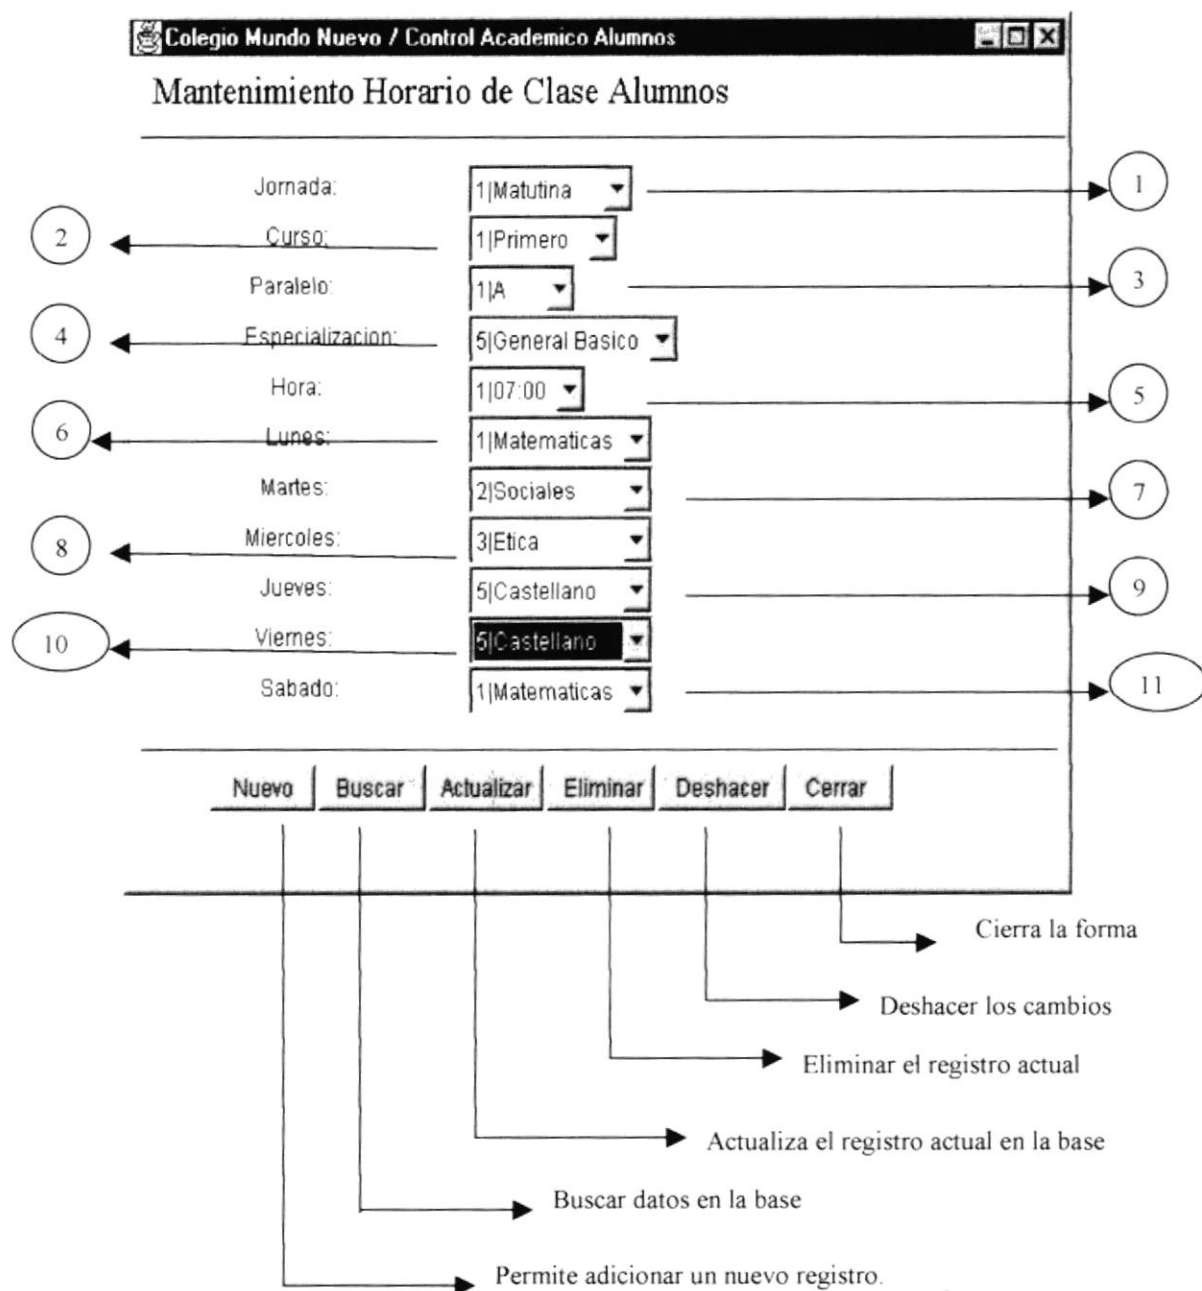 Colegio Mundo Nuevo / Control Academico Alumnos
Mantenimiento Horario de Clase Alumnos
Jornada: 1|Matutina 1
2 Curso: 1|Primero
Paralelo: 1|A 3
4 Especializacion: 5|General Basico
Hora: 1|07:00 5
6 Lunes: 1|Matematicas
Martes: 2|Sociales 7
8 Miercoles: 3|Etica
Jueves: 5|Castellano 9
10 Viernes: 5|Castellano
Sabado: 1|Matematicas 11
Nuevo Buscar Actualizar Eliminar Deshacer Cerrar
Cierra la forma
Deshacer los cambios
Eliminar el registro actual
Actualiza el registro actual en la base
Buscar datos en la base
Permite adicionar un nuevo registro.